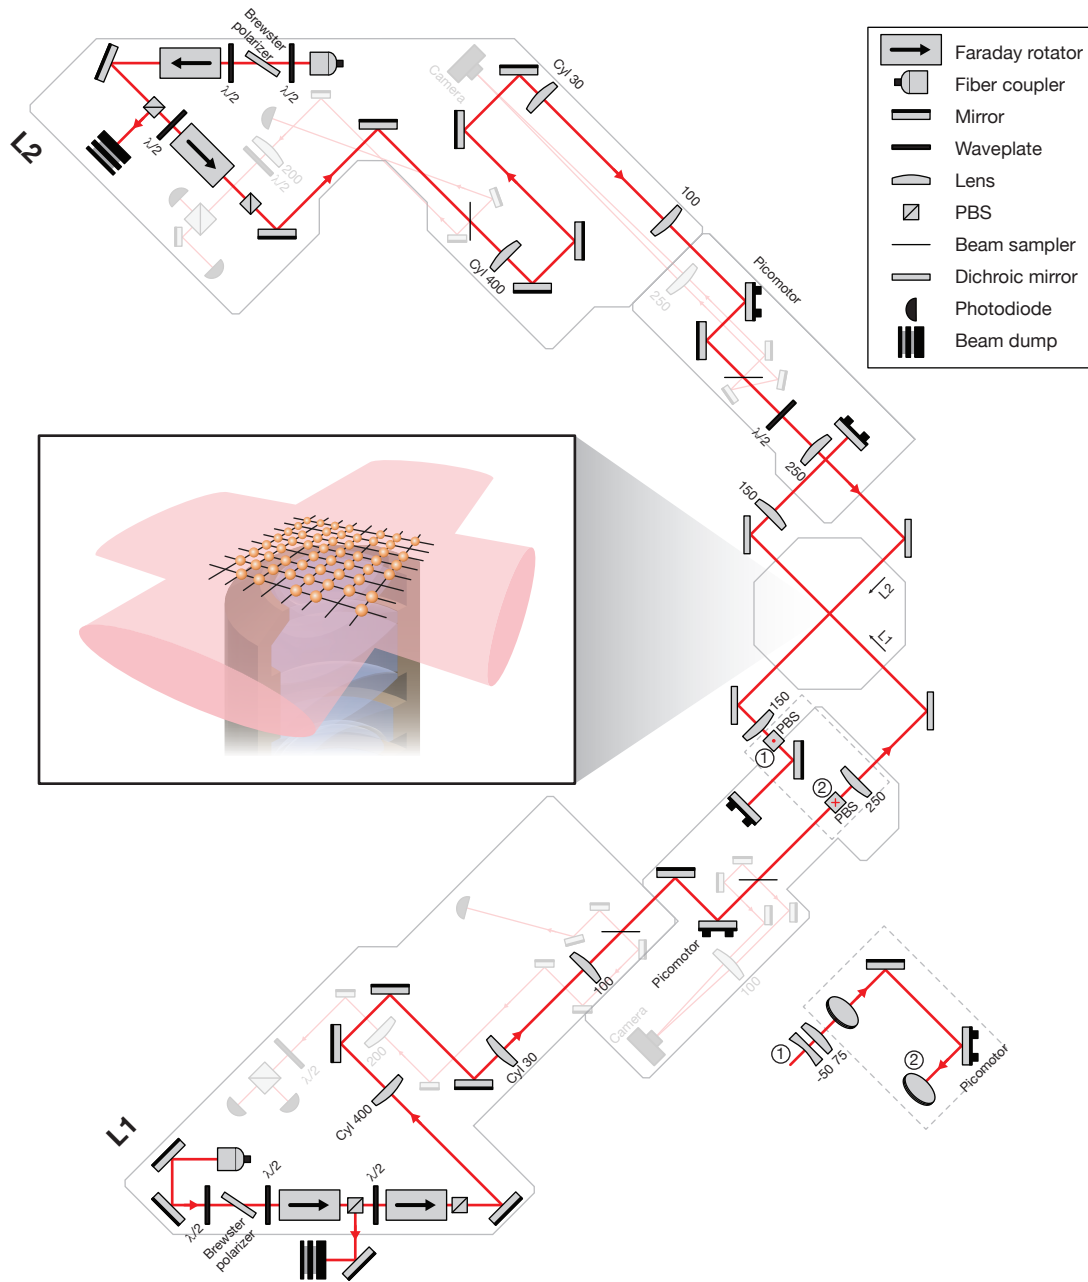 Brewster
polarizer
λ/2
λ/2
L2
λ/2
200
λ/2
Camera
Cyl 30
100
Cyl 400
250
Picomotor
λ/2
250
150
Faraday rotator
Fiber coupler
Mirror
Waveplate
Lens
PBS
Beam sampler
Dichroic mirror
Photodiode
Beam dump
L2
L1
150
PBS
1
2
PBS
250
Picomotor
100
100
Camera
Cyl 30
200
λ/2
Cyl 400
L1
λ/2
λ/2
λ/2
Brewster
polarizer
1
-50 75
2
Picomotor